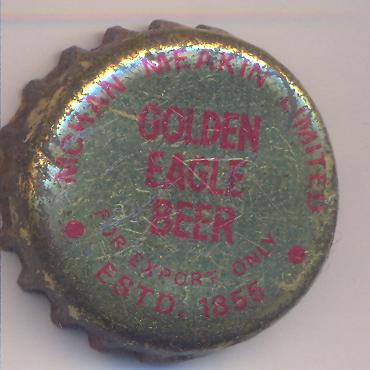 MOHAN MEAKIN LIMITED
GOLDEN
EAGLE
BEER
FOR EXPORT ONLY
ESTD. 1855